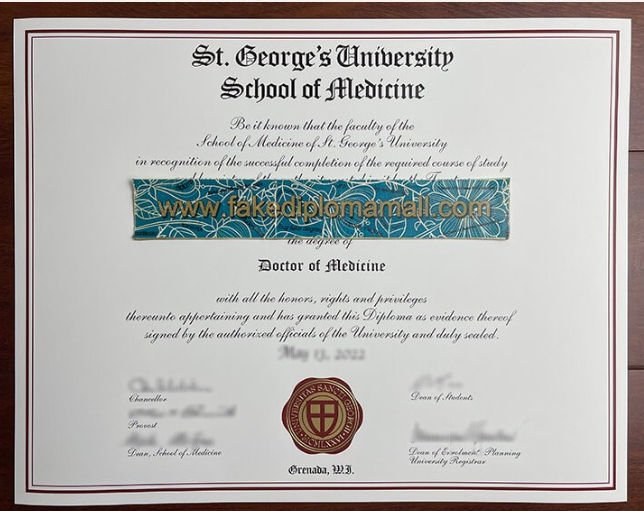 St. George's University
School of Medicine
Be it known that the faculty of the
School of Medicine of St. George's University
in recognition of the successful completion of the required course of study
www.fakediplomamall.com
the degree of
Doctor of Medicine
with all the honors, rights and privileges
thereunto appertaining and has granted this Diploma as evidence thereof
signed by the authorized officials of the University and duly sealed.
May 13, 2022
Chancellor
Dean of Students
Provost
Dean, School of Medicine
Dean of Enrolment Planning
University Registrar
Grenada, W.I.